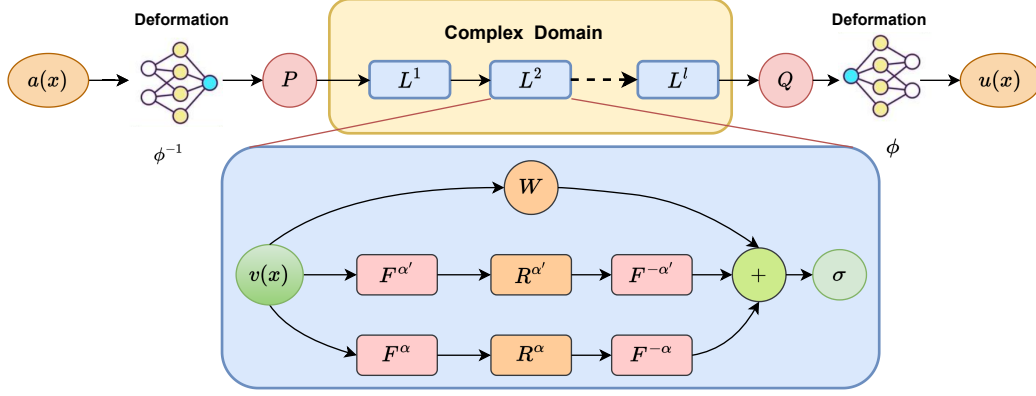 Deformation
Deformation
Complex Domain
a(x)
P
L^1
L^2
L^l
Q
u(x)
ϕ^{-1}
ϕ
W
v(x)
F^{α'}
R^{α'}
F^{-α'}
+
σ
F^α
R^α
F^{-α}